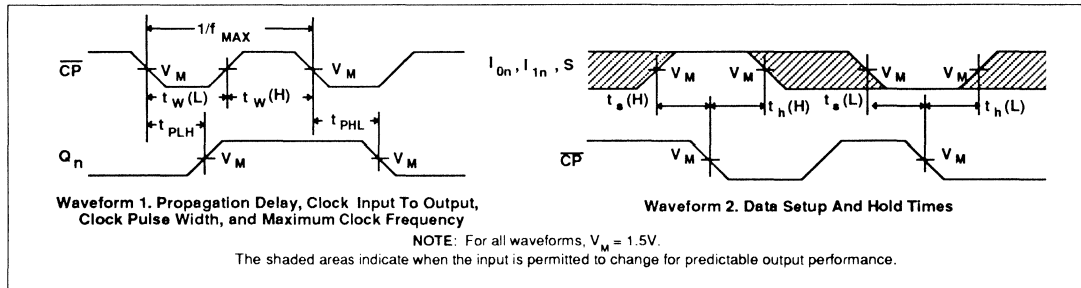 1/f MAX
CP
V M
V M
t W (L)
t W (H)
t PLH
t PHL
Q n
V M
V M
Waveform 1. Propagation Delay, Clock Input To Output,
Clock Pulse Width, and Maximum Clock Frequency
I 0n , I 1n , S
V M
V M
V M
V M
t s (H)
t h (H)
t s (L)
t h (L)
CP
V M
V M
Waveform 2. Data Setup And Hold Times
NOTE: For all waveforms, V M = 1.5V.
The shaded areas indicate when the input is permitted to change for predictable output performance.